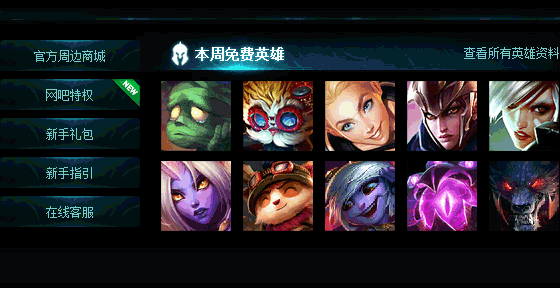 本周免费英雄
查看所有英雄资料
官方周边商城
网吧特权
NEW
新手礼包
新手指引
在线客服